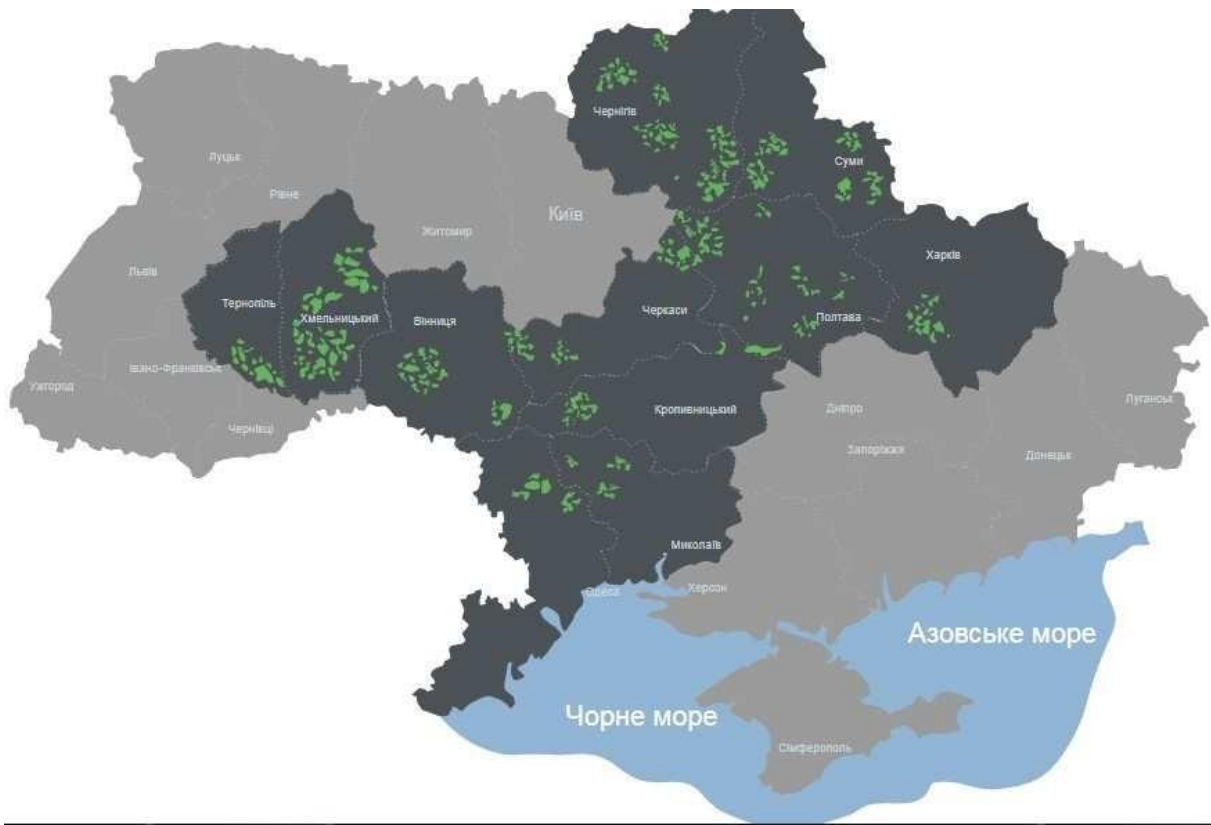 Чернігів
Суми
Луцьк
Рівне
Київ
Житомир
Харків
Львів
Тернопіль
Хмельницький
Вінниця
Черкаси
Полтава
Івано-Франківськ
Ужгород
Чернівці
Кропивницький
Дніпро
Луганськ
Запоріжжя
Донецьк
Миколаїв
Одеса
Херсон
Азовське море
Чорне море
Сімферополь